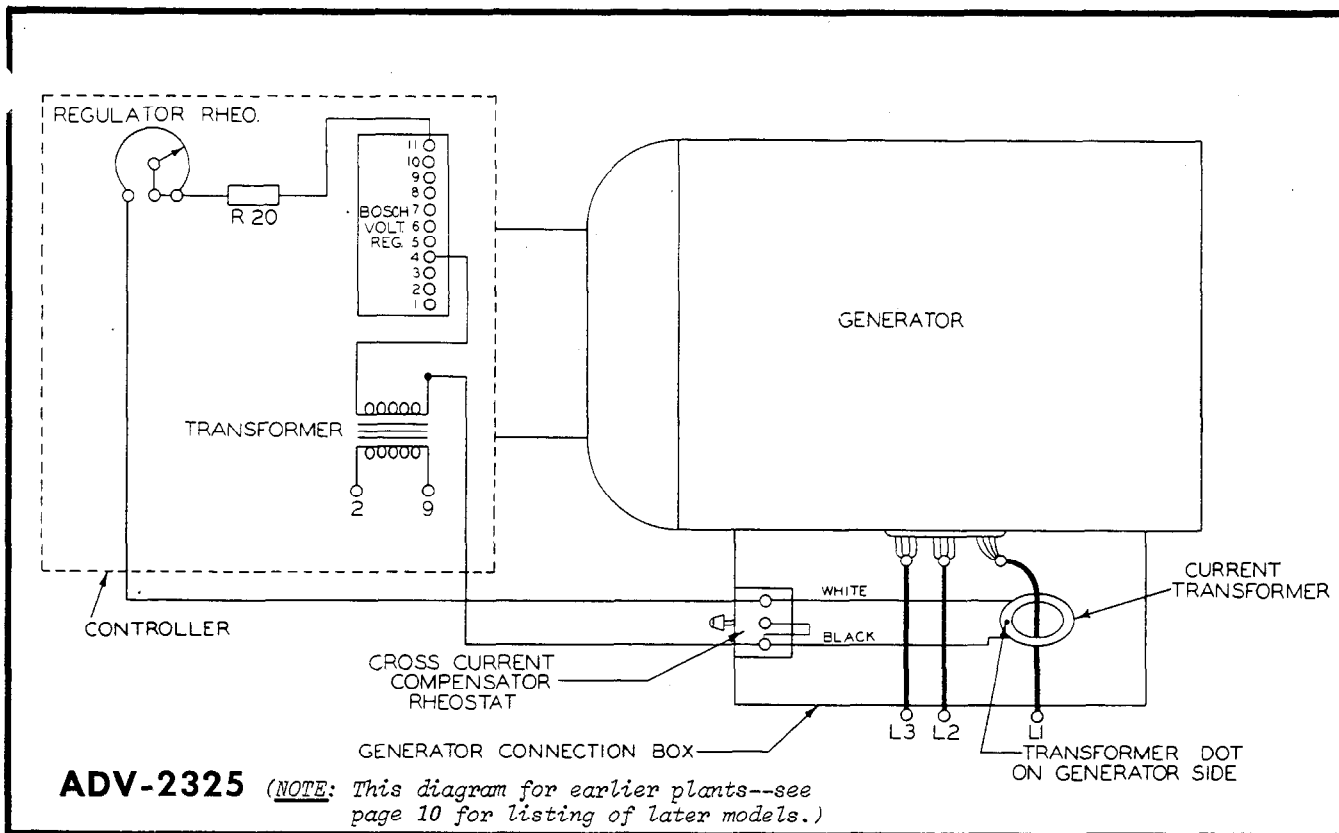 REGULATOR RHEO.
R 20
11
10
9
8
BOSCH 7
VOLT. 6
REG. 5
4
3
2
1
GENERATOR
TRANSFORMER
2 9
CONTROLLER
WHITE
BLACK
CURRENT
TRANSFORMER
CROSS CURRENT
COMPENSATOR
RHEOSTAT
L3 L2 L1
GENERATOR CONNECTION BOX
TRANSFORMER DOT
ON GENERATOR SIDE
ADV-2325 (NOTE: This diagram for earlier plants--see
page 10 for listing of later models.)